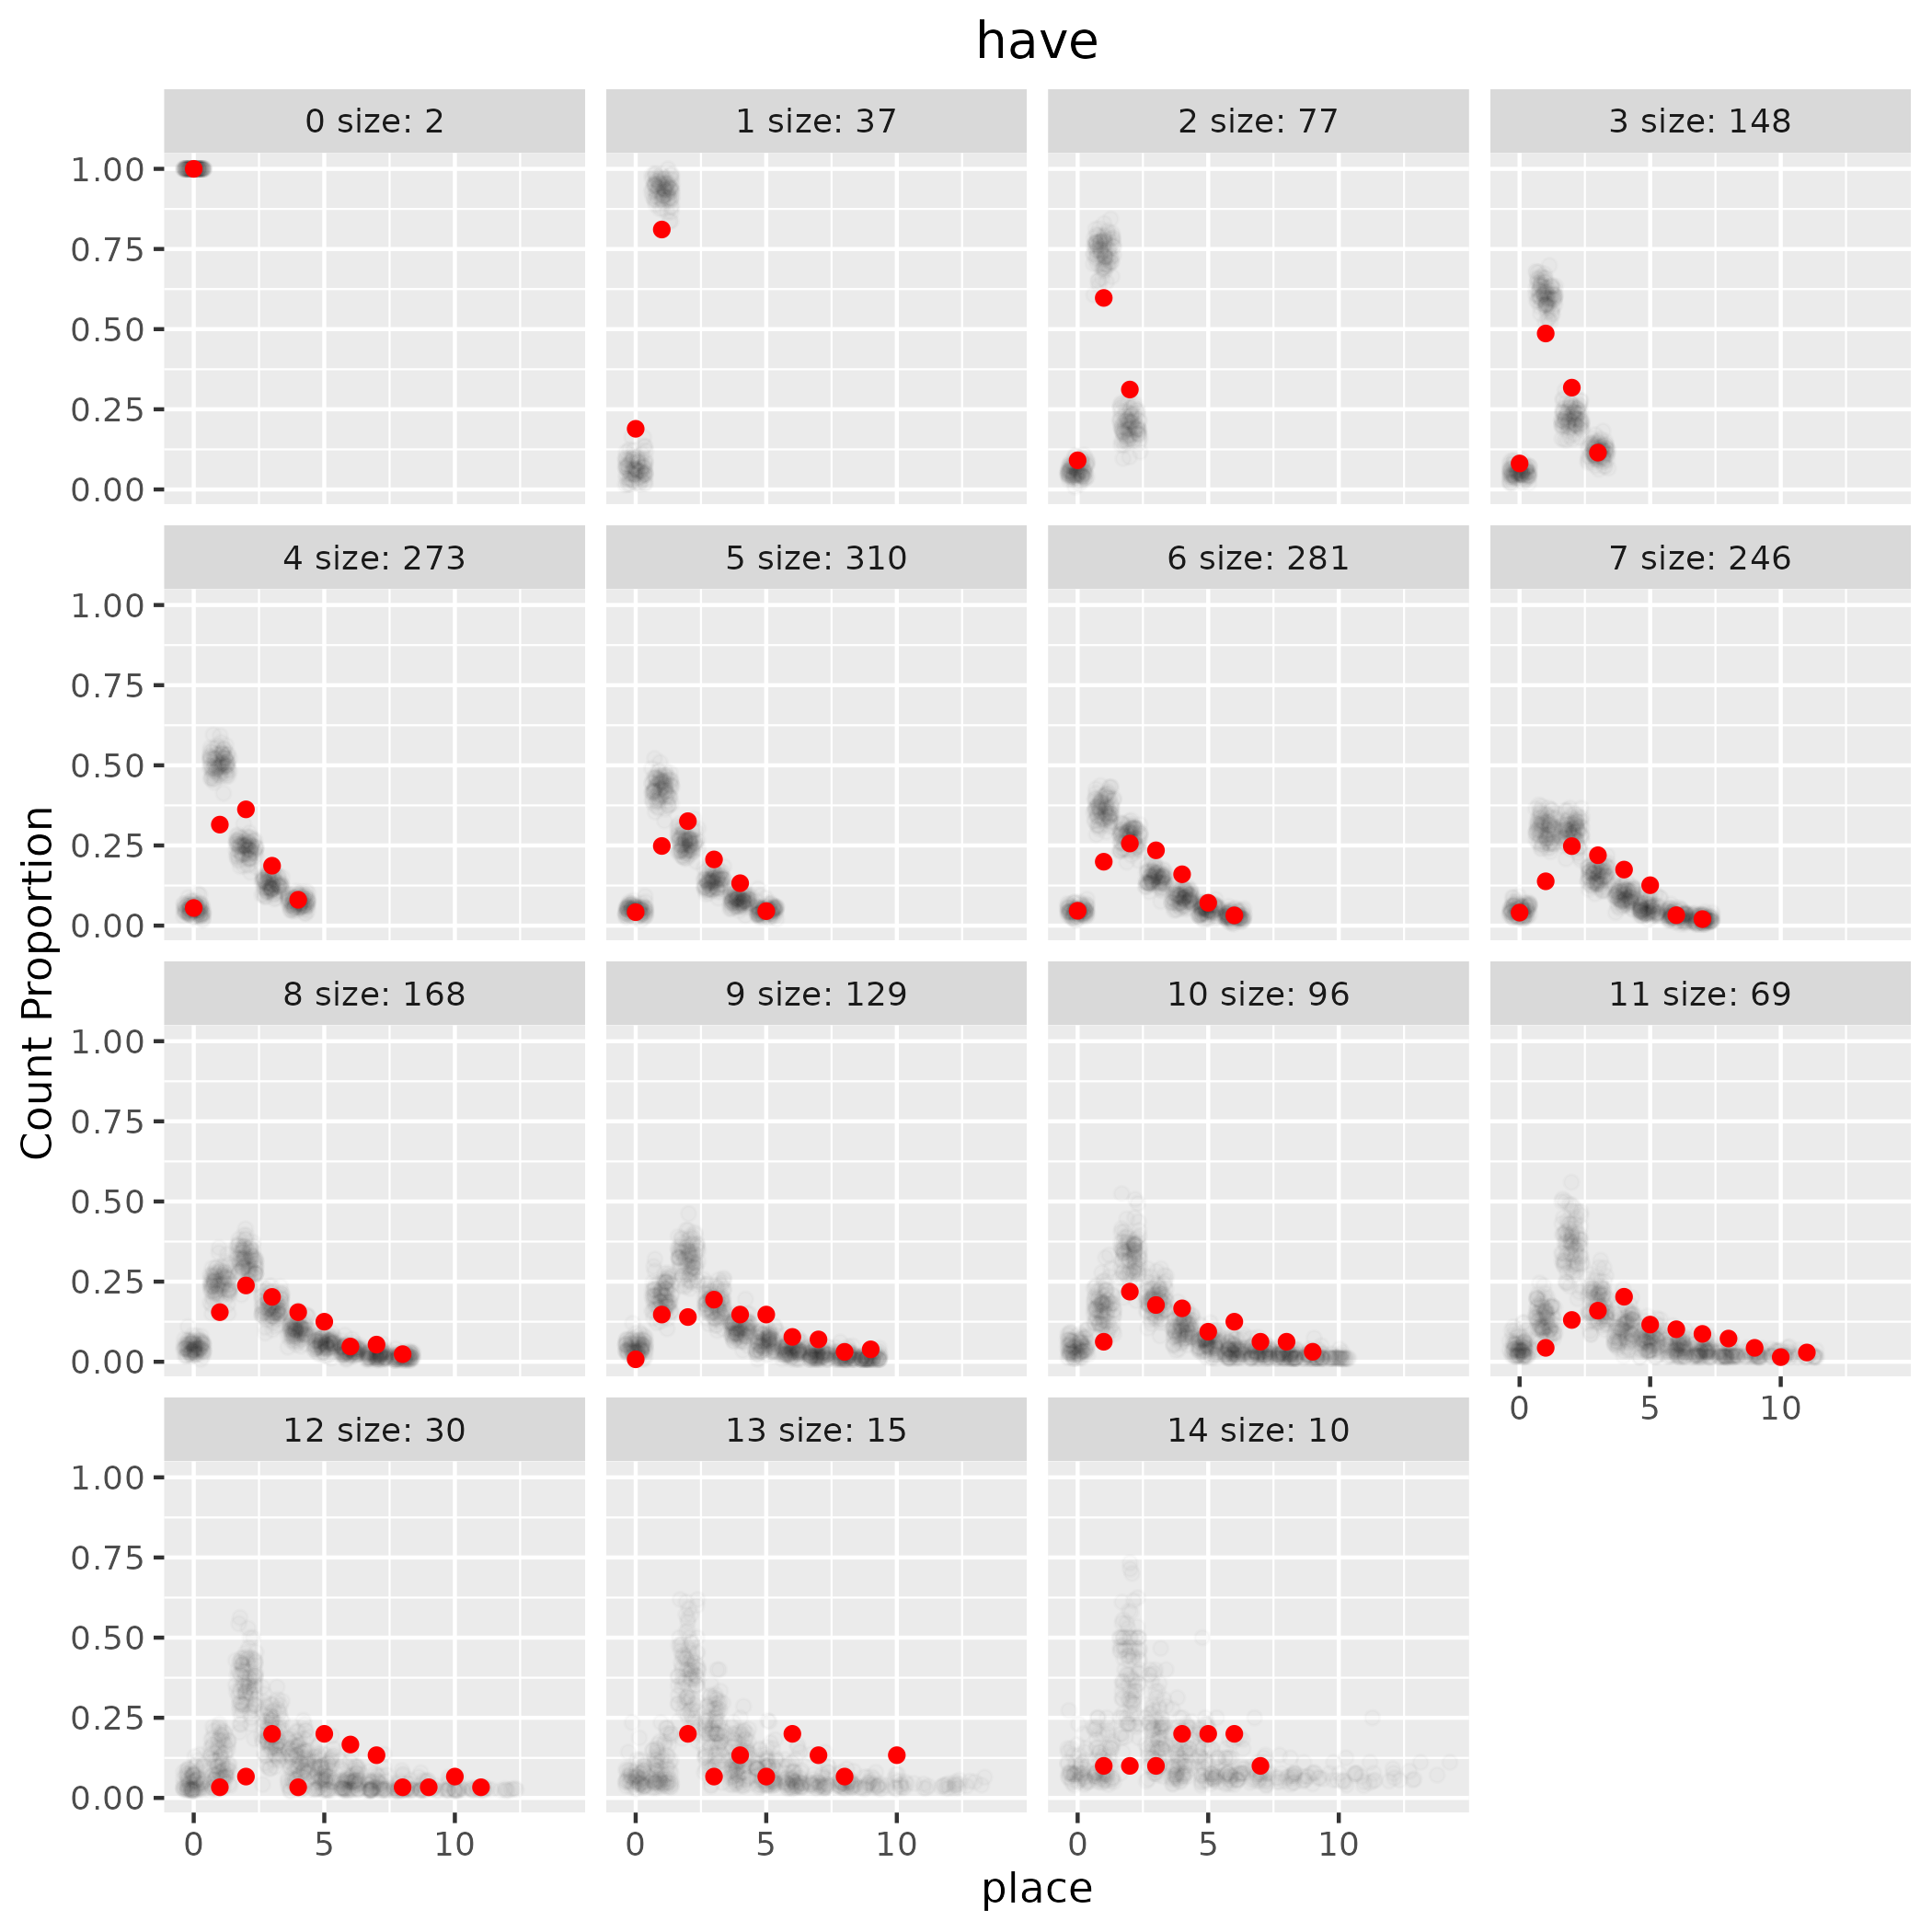 have
0 size: 2
1 size: 37
2 size: 77
3 size: 148
1.00
0.75
0.50
0.25
0.00
4 size: 273
5 size: 310
6 size: 281
7 size: 246
1.00
0.75
0.50
0.25
0.00
Count Proportion
8 size: 168
9 size: 129
10 size: 96
11 size: 69
1.00
0.75
0.50
0.25
0.00
0 5 10
12 size: 30
13 size: 15
14 size: 10
1.00
0.75
0.50
0.25
0.00
0 5 10
0 5 10
0 5 10
place